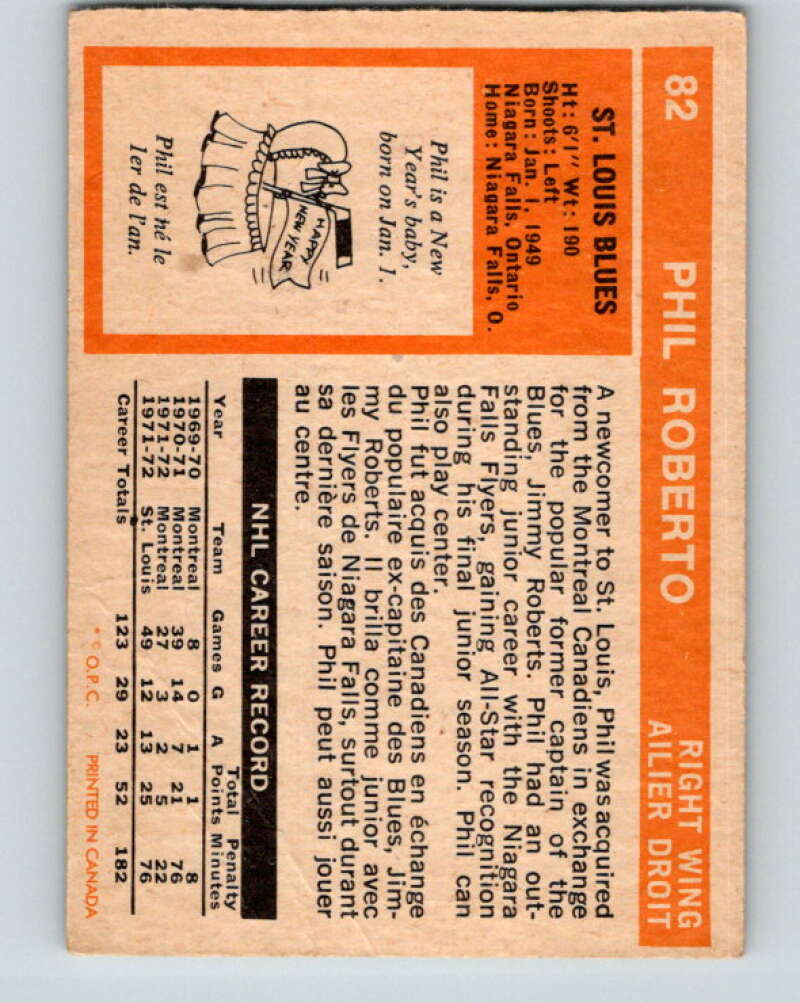 82
PHIL ROBERTO
RIGHT WING
AILIER DROIT
ST. LOUIS BLUES
Ht: 6'1" Wt: 190
Shoots: Left
Born: Jan. 1, 1949
Niagara Falls, Ontario
Home: Niagara Falls, O.
Phil is a New
Year's baby,
born on Jan. 1.
HAPPY
NEW YEAR
Phil est né le
1er de l'an.
A newcomer to St. Louis, Phil was acquired
from the Montreal Canadiens in exchange
for the popular former captain of the
Blues, Jimmy Roberts. Phil had an out-
standing junior career with the Niagara
Falls Flyers, gaining All-Star recognition
during his final junior season. Phil can
also play center.
Phil fut acquis des Canadiens en échange
du populaire ex-capitaine des Blues, Jim-
my Roberts. Il brilla comme junior avec
les Flyers de Niagara Falls, surtout durant
sa dernière saison. Phil peut aussi jouer
au centre.
NHL CAREER RECORD
Total Penalty
Year Team Games G A Points Minutes
1969-70 Montreal 8 0 1 1 8
1970-71 Montreal 39 14 7 21 76
1971-72 Montreal 27 3 2 5 22
1971-72 St. Louis 49 12 13 25 76
Career Totals 123 29 23 52 182
*© O.P.C. / PRINTED IN CANADA